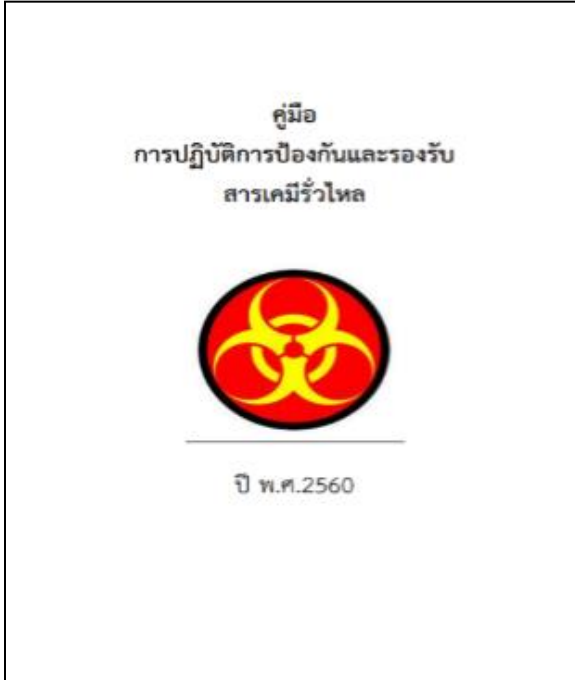 คู่มือ
การปฏิบัติการป้องกันและรองรับ
สารเคมีรั่วไหล
ปี พ.ศ.2560